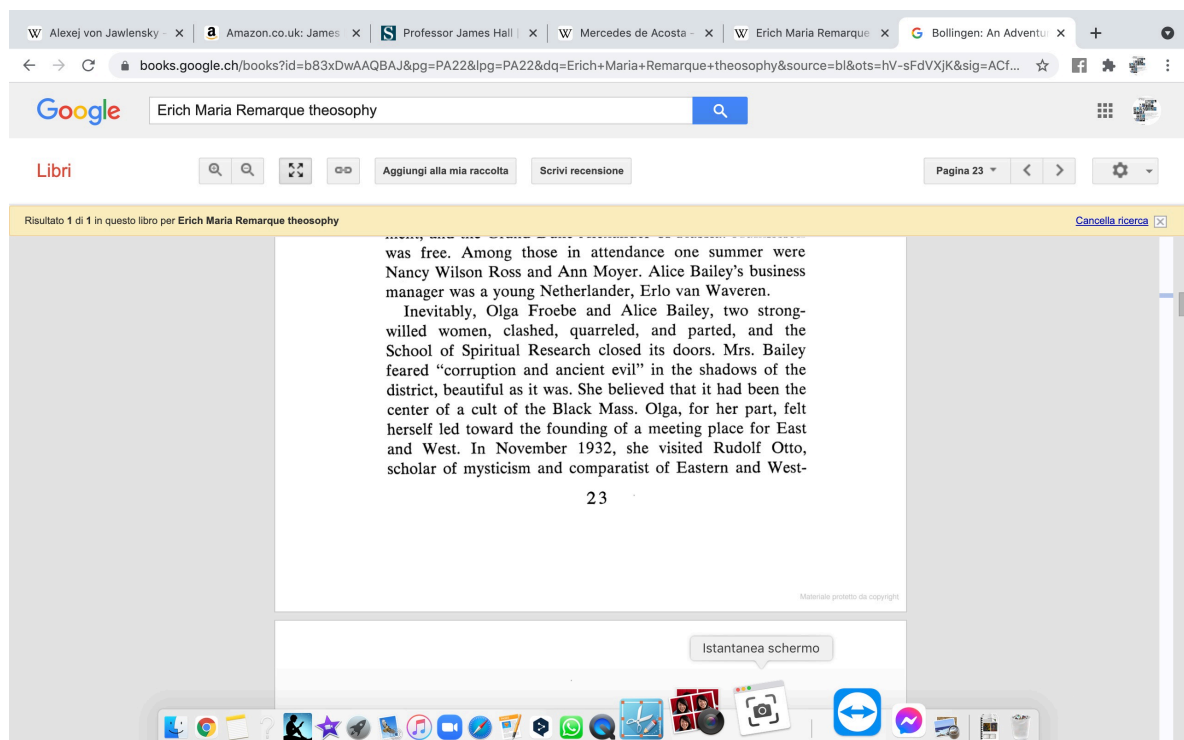 Alexej von Jawlensky -
Amazon.co.uk: James
Professor James Hall |
Mercedes de Acosta -
Erich Maria Remarque
Bollingen: An Adventu
books.google.ch/books?id=b83xDwAAQBAJ&pg=PA22&lpg=PA22&dq=Erich+Maria+Remarque+theosophy&source=bl&ots=hV-sFdVXjK&sig=ACf...
Google
Erich Maria Remarque theosophy
Libri
Aggiungi alla mia raccolta
Scrivi recensione
Pagina 23
Risultato 1 di 1 in questo libro per Erich Maria Remarque theosophy
Cancella ricerca
was free. Among those in attendance one summer were
Nancy Wilson Ross and Ann Moyer. Alice Bailey's business
manager was a young Netherlander, Erlo van Waveren.
Inevitably, Olga Froebe and Alice Bailey, two strong-
willed women, clashed, quarreled, and parted, and the
School of Spiritual Research closed its doors. Mrs. Bailey
feared “corruption and ancient evil” in the shadows of the
district, beautiful as it was. She believed that it had been the
center of a cult of the Black Mass. Olga, for her part, felt
herself led toward the founding of a meeting place for East
and West. In November 1932, she visited Rudolf Otto,
scholar of mysticism and comparatist of Eastern and West-
23
Materiale protetto da copyright
Istantanea schermo